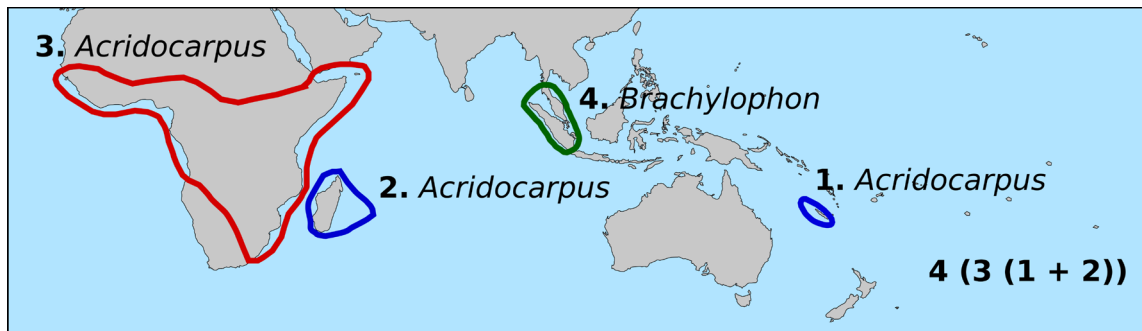 3. Acridocarpus
4. Brachylophon
2. Acridocarpus
1. Acridocarpus
4 (3 (1 + 2))